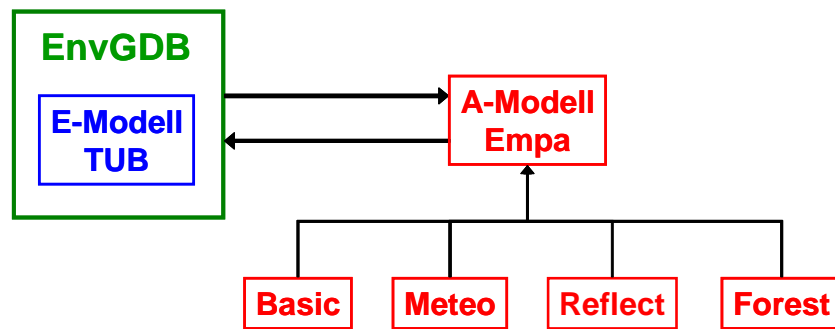 EnvGDB
E-Modell
TUB
A-Modell
Empa
Basic
Meteo
Reflect
Forest